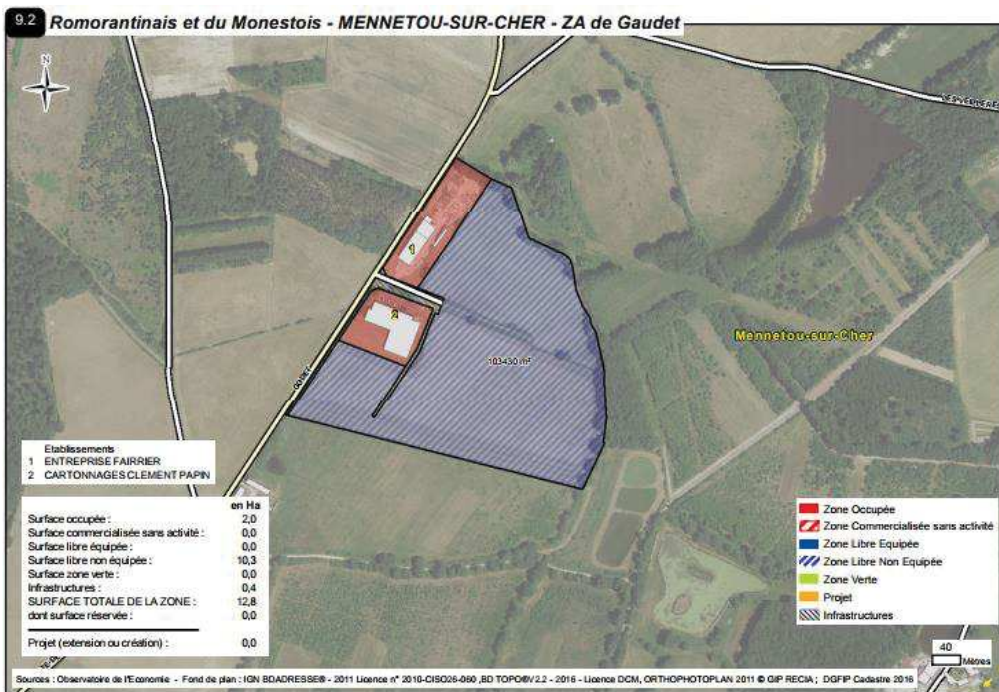 9.2 Romorantinais et du Monestois - MENNETOU-SUR-CHER - ZA de Gaudet
N
Mennetou-sur-Cher
103430 m²
1
2
Etablissements
1 ENTREPRISE FAIRRIER
2 CARTONNAGES CLEMENT PAPIN
en Ha
Surface occupée : 2,0
Surface commercialisée sans activité : 0,0
Surface libre équipée : 0,0
Surface libre non équipée : 10,3
Surface zone verte : 0,0
Infrastructures : 0,4
SURFACE TOTALE DE LA ZONE : 12,8
dont surface réservée : 0,0
Projet (extension ou création) : 0,0
Zone Occupée
Zone Commercialisée sans activité
Zone Libre Equipée
Zone Libre Non Equipée
Zone Verte
Projet
Infrastructures
40
Mètres
Sources : Observatoire de l'Economie - Fond de plan : IGN BDADRESSE® - 2011 Licence n° 2010-CISO26-060 ,BD TOPO®V2.2 - 2016 - Licence DCM, ORTHOPHOTOPLAN 2011 © GIP RECIA ; DGFIP Cadastre 2016